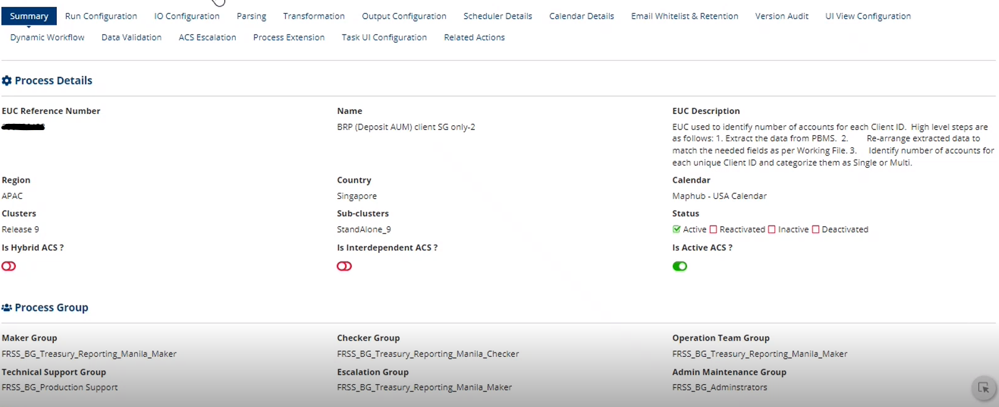 Summary Run Configuration IO Configuration Parsing Transformation Output Configuration Scheduler Details Calendar Details Email Whitelist & Retention Version Audit UI View Configuration
Dynamic Workflow Data Validation ACS Escalation Process Extension Task UI Configuration Related Actions
Process Details
EUC Reference Number Name EUC Description
BRP (Deposit AUM) client SG only-2 EUC used to identify number of accounts for each Client ID. High level steps are
as follows: 1. Extract the data from PBMS. 2. Re-arrange extracted data to
match the needed fields as per Working File. 3. Identify number of accounts for
each unique Client ID and categorize them as Single or Multi.
Region Country Calendar
APAC Singapore Maphub - USA Calendar
Clusters Sub-clusters Status
Release 9 StandAlone_9 Active Reactivated Inactive Deactivated
Is Hybrid ACS ? Is Interdependent ACS ? Is Active ACS ?
Process Group
Maker Group Checker Group Operation Team Group
FRSS_BG_Treasury_Reporting_Manila_Maker FRSS_BG_Treasury_Reporting_Manila_Checker FRSS_BG_Treasury_Reporting_Manila_Maker
Technical Support Group Escalation Group Admin Maintenance Group
FRSS_BG_Production Support FRSS_BG_Treasury_Reporting_Manila_Maker FRSS_BG_Adminstrators